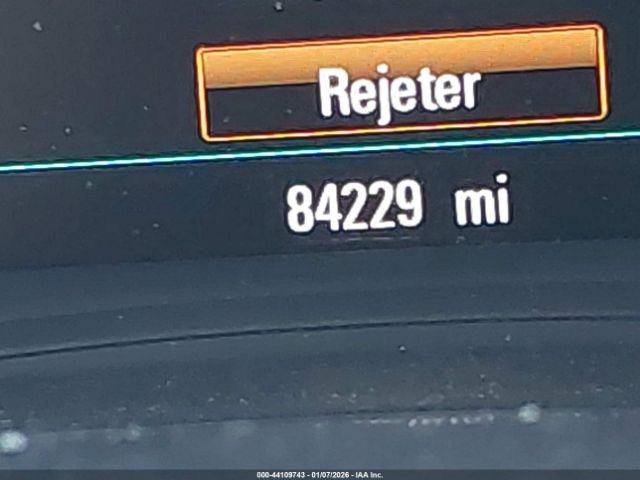 Rejeter
84229 mi
000-44109743 - 01/07/2026 - IAA Inc.